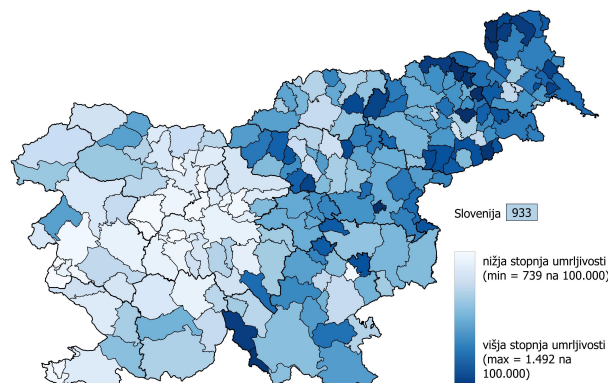 Slovenija 933
nižja stopnja umrljivosti
(min = 739 na 100.000)
višja stopnja umrljivosti
(max = 1.492 na
100.000)